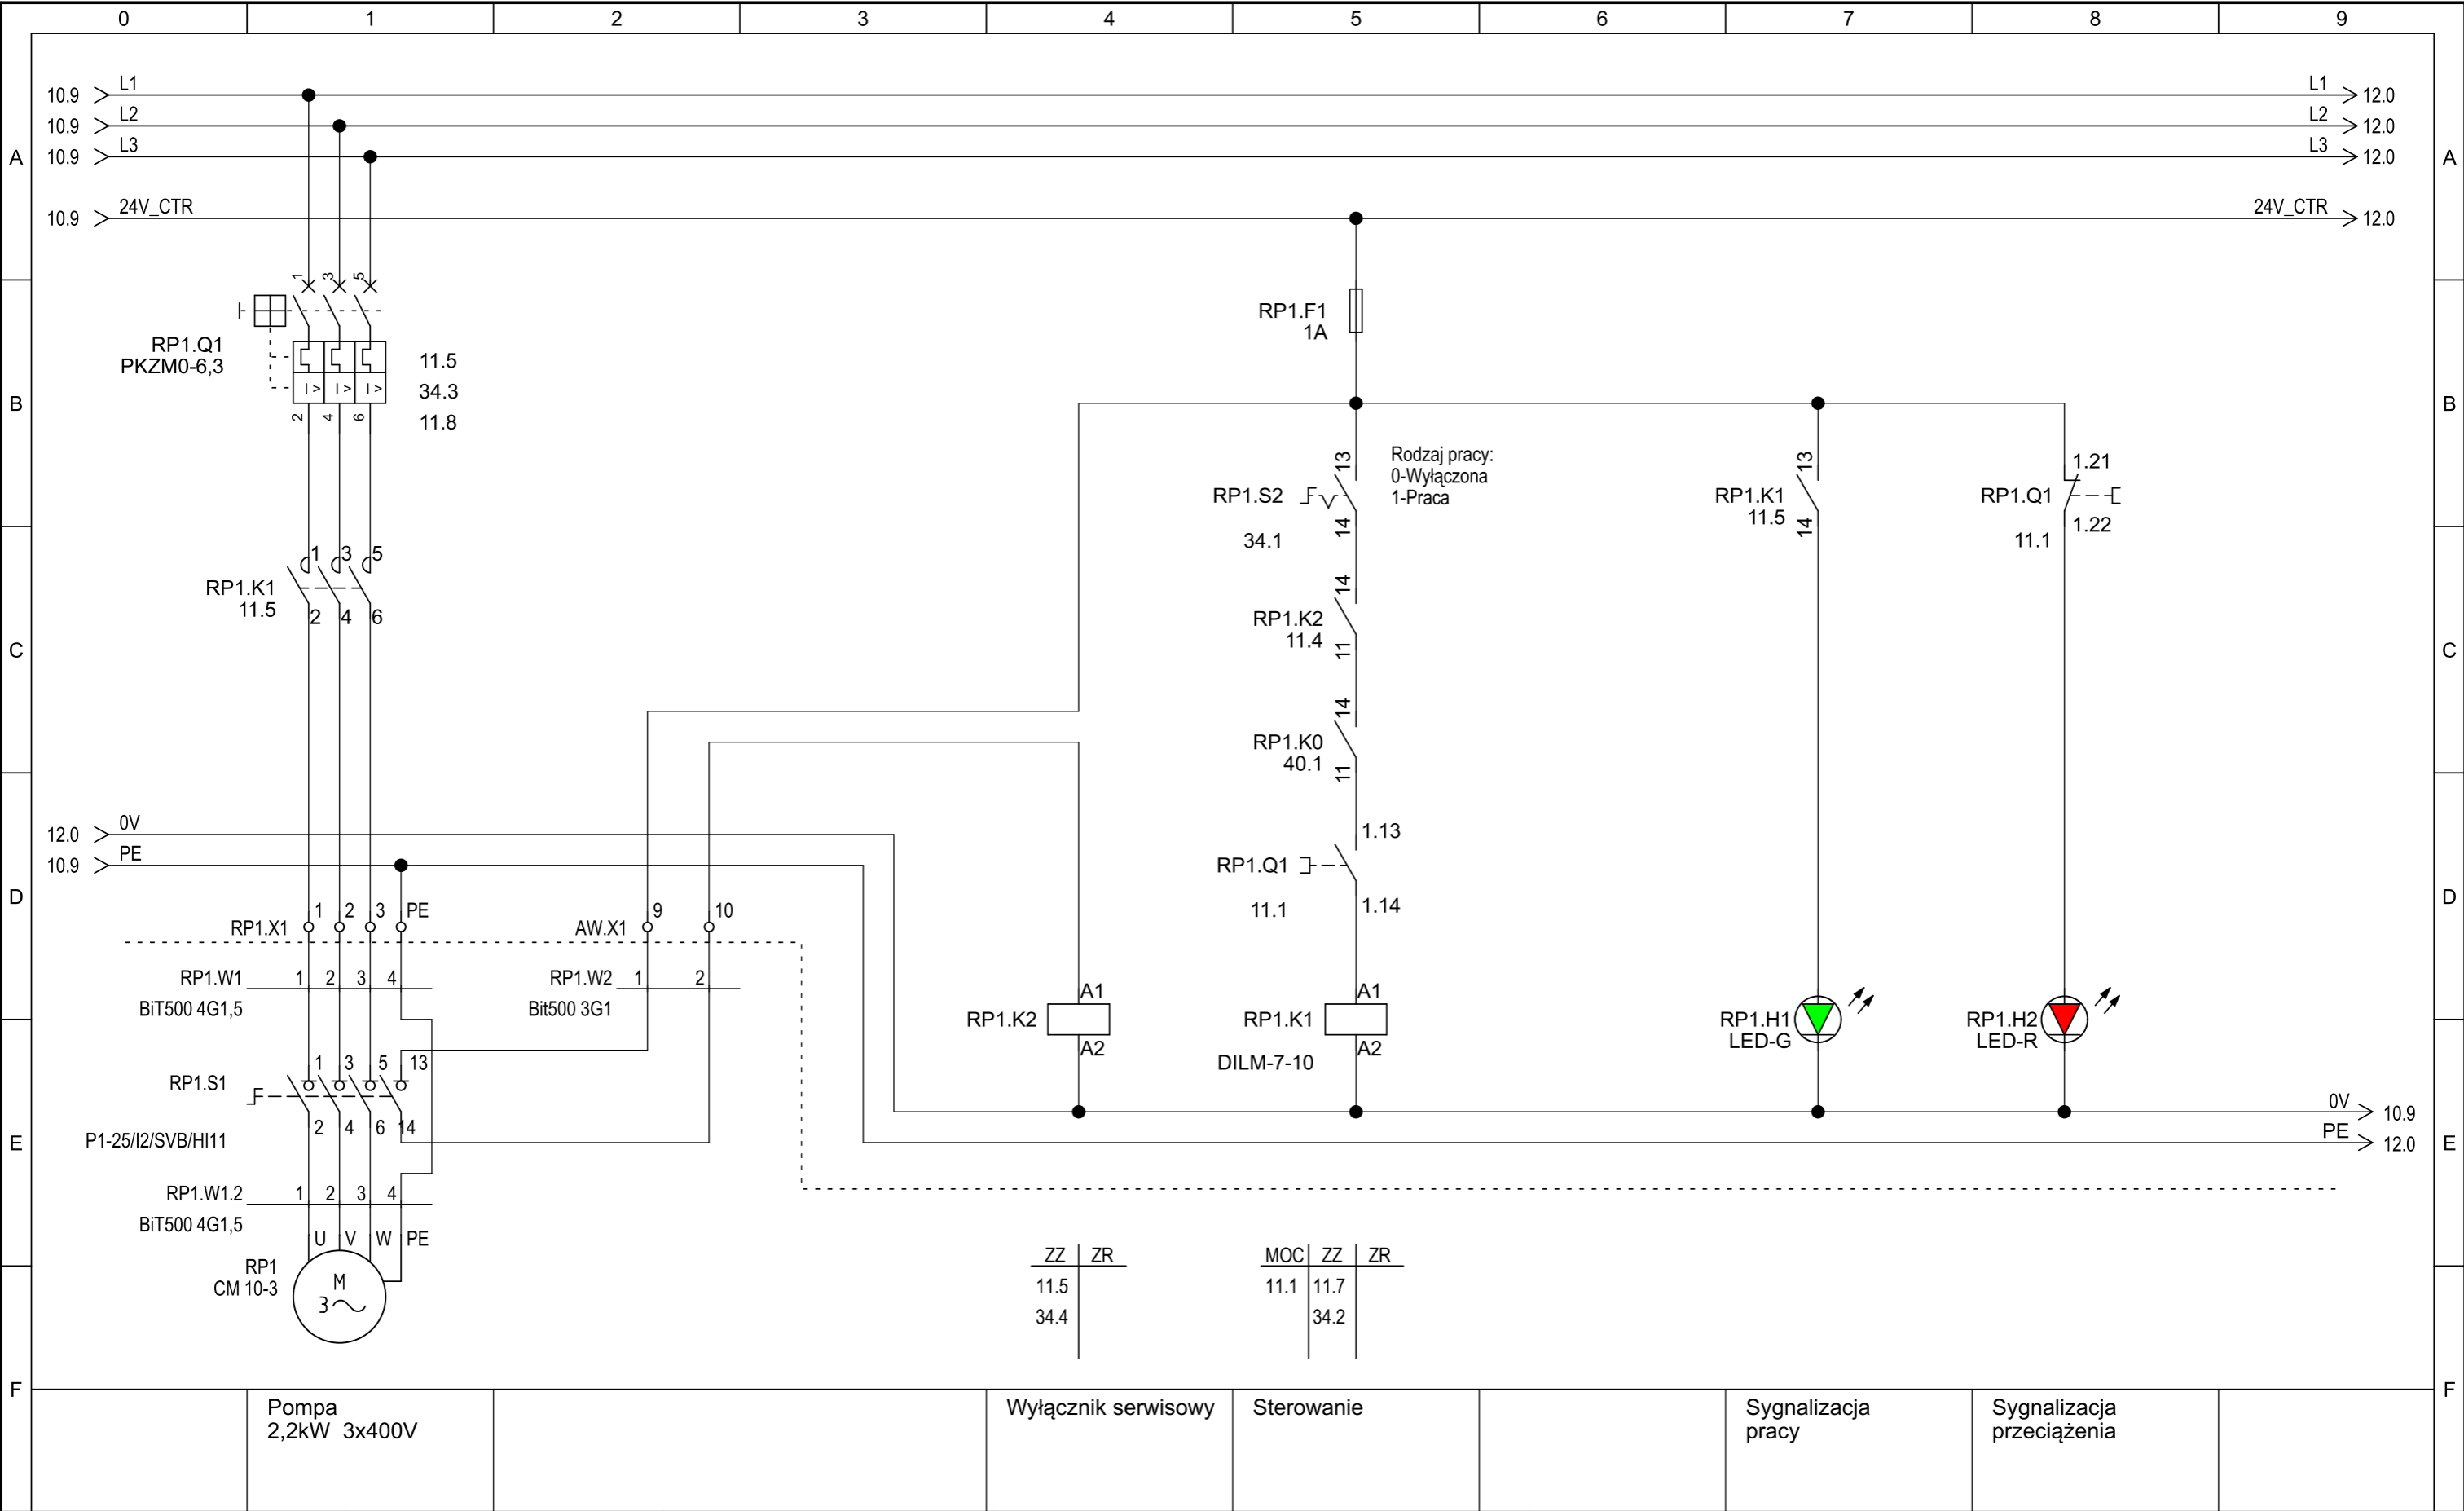 0 1 2 3 4 5 6 7 8 9
10.9 L1 L1 12.0
10.9 L2 L2 12.0
A 10.9 L3 L3 12.0 A
10.9 24V_CTR 24V_CTR 12.0
1 3 5
RP1.Q1
PKZM0-6,3
I > I > I >
2 4 6
11.5
34.3
11.8
RP1.F1
1A
B B
Rodzaj pracy:
0-Wyłączona
1-Praca
13
RP1.S2
14
34.1
13
RP1.K1
11.5
14
1.21
RP1.Q1
1.22
11.1
1 3 5
RP1.K1
11.5
2 4 6
14
RP1.K2
11.4
11
C C
14
RP1.K0
40.1
11
12.0 0V
10.9 PE
1.13
RP1.Q1
11.1
1.14
D D
1 2 3 PE
RP1.X1
9 10
AW.X1
RP1.W1 1 2 3 4
BiT500 4G1,5
RP1.W2 1 2
Bit500 3G1
A1
RP1.K2
A2
A1
RP1.K1
A2
DILM-7-10
RP1.H1
LED-G
RP1.H2
LED-R
1 3 5 13
RP1.S1
2 4 6 14
P1-25/I2/SVB/HI11
0V 10.9
PE 12.0
E E
RP1.W1.2 1 2 3 4
BiT500 4G1,5
U V W PE
RP1
CM 10-3
M
3
ZZ ZR
11.5
34.4
MOC ZZ ZR
11.1 11.7
34.2
F F
Pompa
2,2kW 3x400V
Wyłącznik serwisowy
Sterowanie
Sygnalizacja
pracy
Sygnalizacja
przeciążenia